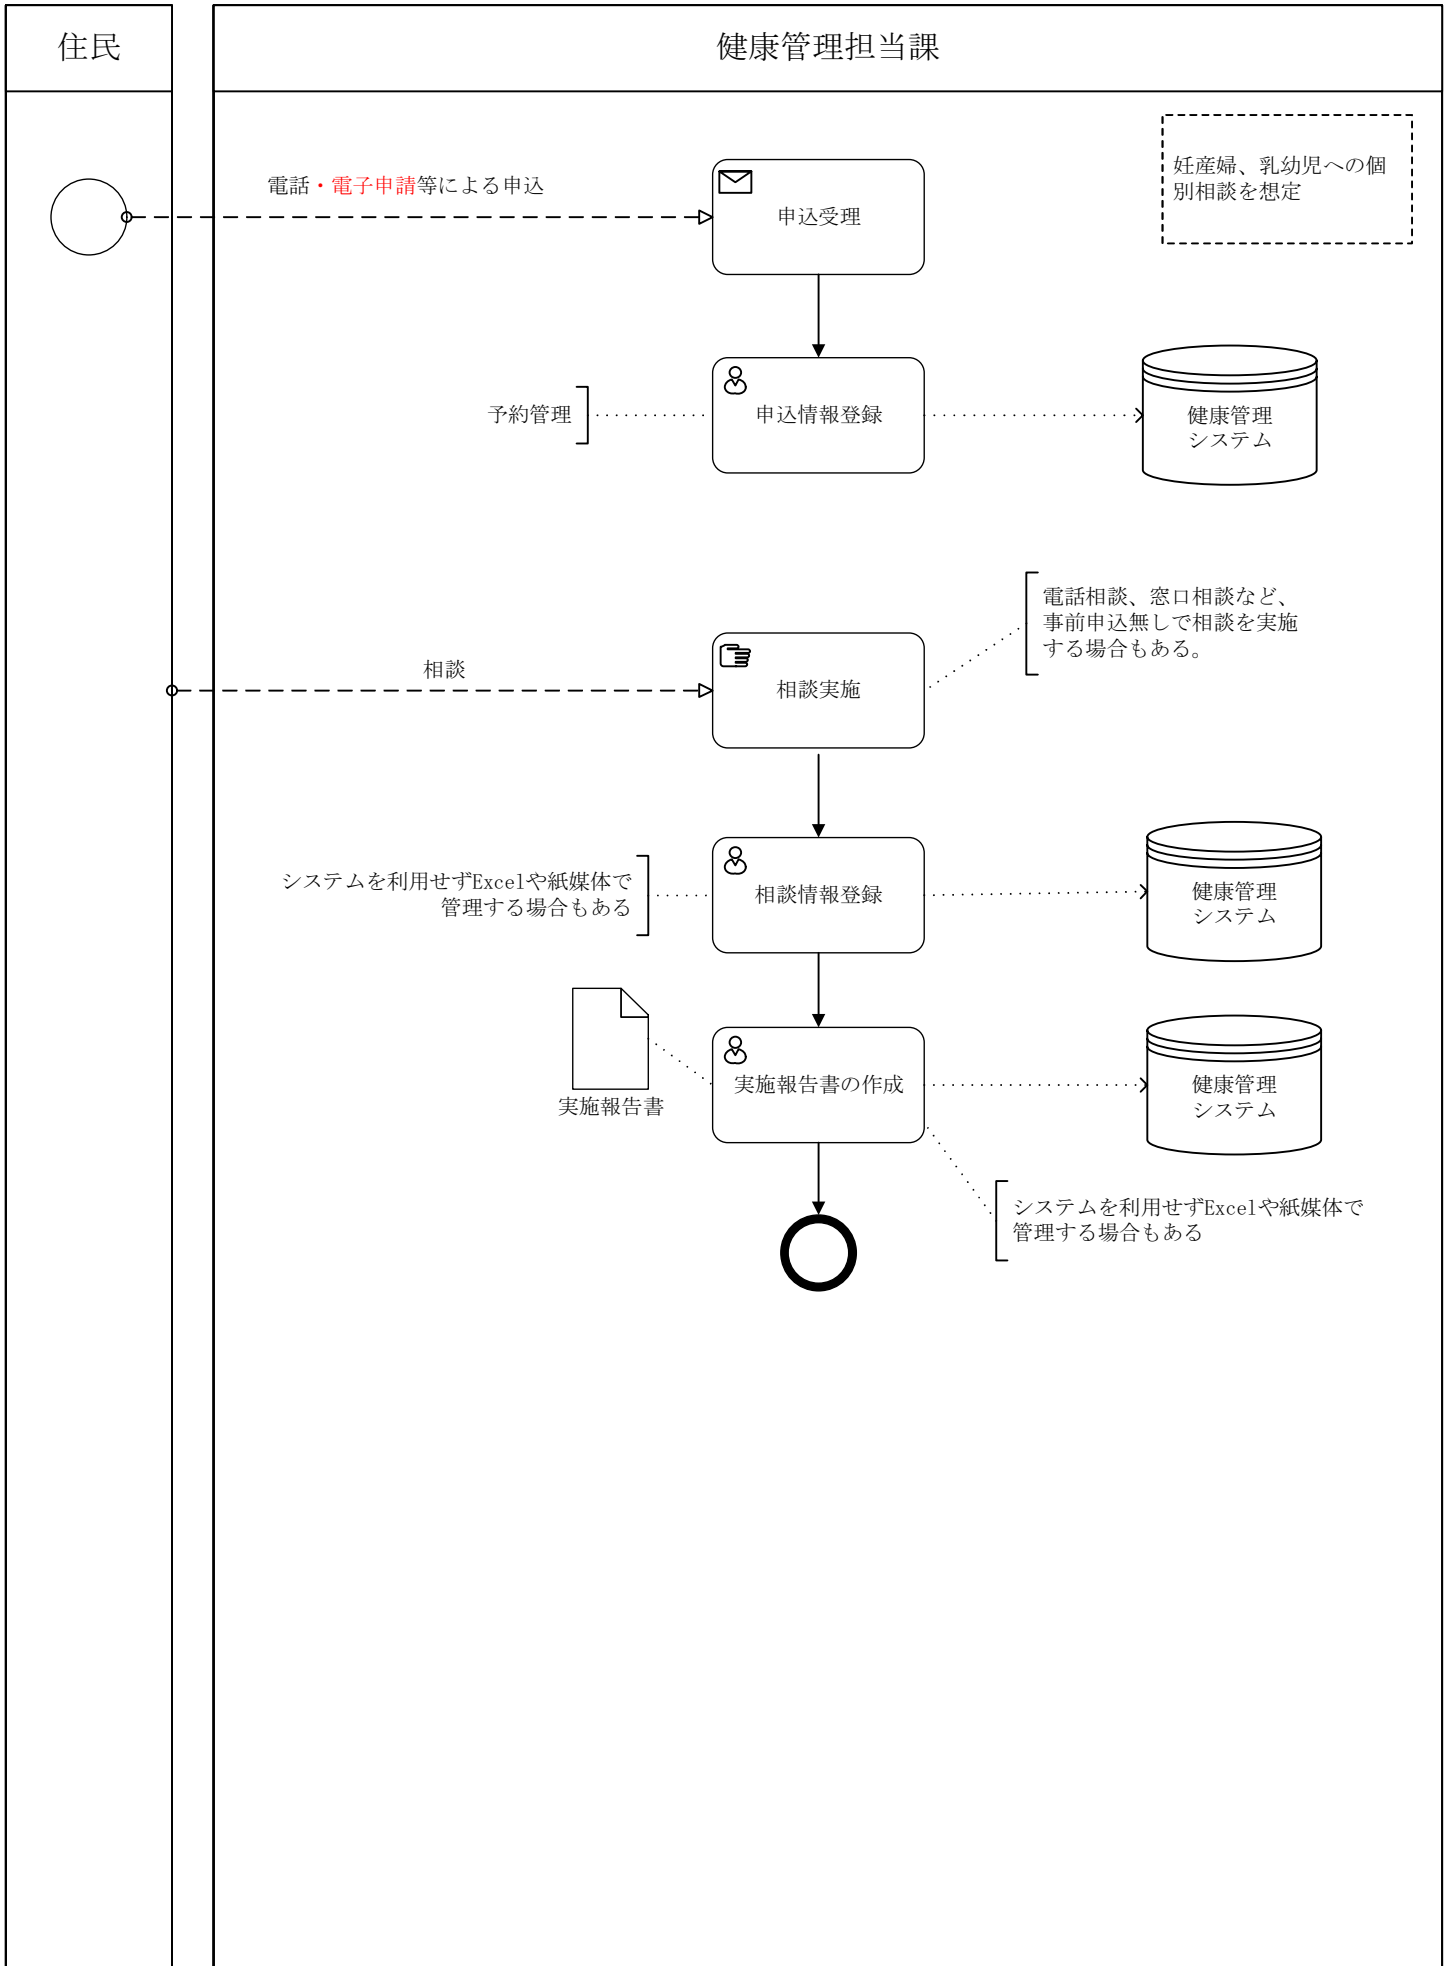 住民
健康管理担当課
妊産婦、乳幼児への個
別相談を想定
電話・電子申請等による申込
申込受理
予約管理
申込情報登録
健康管理
システム
電話相談、窓口相談など、
事前申込無しで相談を実施
する場合もある。
相談
相談実施
システムを利用せずExcelや紙媒体で
管理する場合もある
相談情報登録
健康管理
システム
実施報告書
実施報告書の作成
健康管理
システム
システムを利用せずExcelや紙媒体で
管理する場合もある